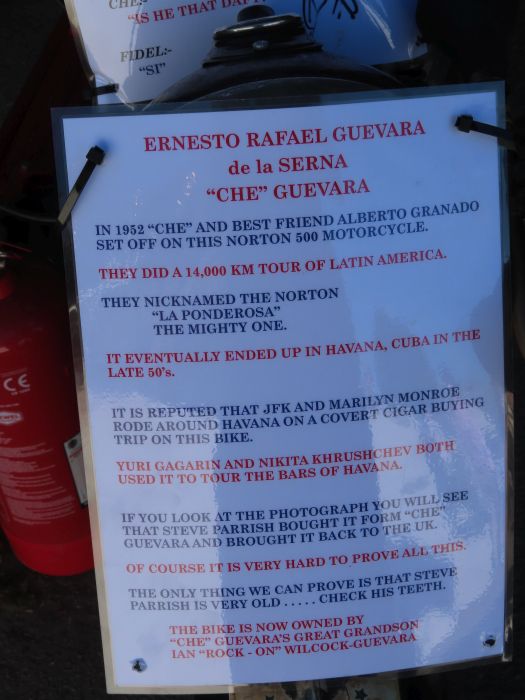 CHE:-
"IS HE THAT DAFT?"
FIDEL:-
"SI"
ERNESTO RAFAEL GUEVARA
de la SERNA
"CHE" GUEVARA
IN 1952 "CHE" AND BEST FRIEND ALBERTO GRANADO
SET OFF ON THIS NORTON 500 MOTORCYCLE.
THEY DID A 14,000 KM TOUR OF LATIN AMERICA.
THEY NICKNAMED THE NORTON
"LA PONDEROSA"
THE MIGHTY ONE.
IT EVENTUALLY ENDED UP IN HAVANA, CUBA IN THE
LATE 50's.
IT IS REPUTED THAT JFK AND MARILYN MONROE
RODE AROUND HAVANA ON A COVERT CIGAR BUYING
TRIP ON THIS BIKE.
YURI GAGARIN AND NIKITA KHRUSHCHEV BOTH
USED IT TO TOUR THE BARS OF HAVANA.
IF YOU LOOK AT THE PHOTOGRAPH YOU WILL SEE
THAT STEVE PARRISH BOUGHT IT FORM "CHE"
GUEVARA AND BROUGHT IT BACK TO THE UK.
OF COURSE IT IS VERY HARD TO PROVE ALL THIS.
THE ONLY THING WE CAN PROVE IS THAT STEVE
PARRISH IS VERY OLD . . . . . CHECK HIS TEETH.
THE BIKE IS NOW OWNED BY
"CHE" GUEVARA'S GREAT GRANDSON
IAN "ROCK - ON" WILCOCK-GUEVARA
CE